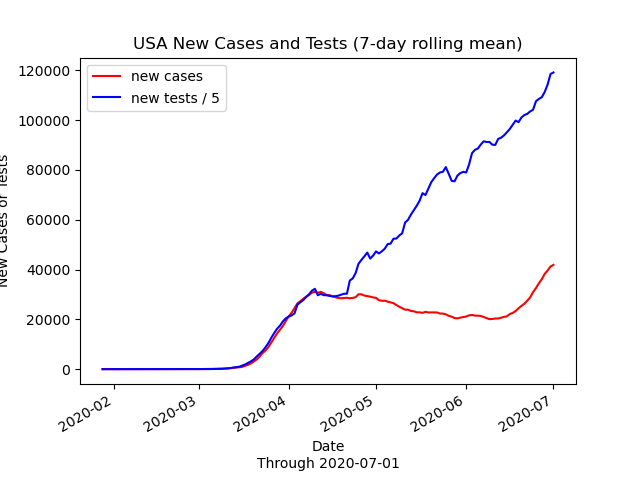 USA New Cases and Tests (7-day rolling mean)
new cases
new tests / 5
120000
100000
80000
60000
40000
20000
0
New Cases or Tests
2020-02
2020-03
2020-04
2020-05
2020-06
2020-07
Date
Through 2020-07-01